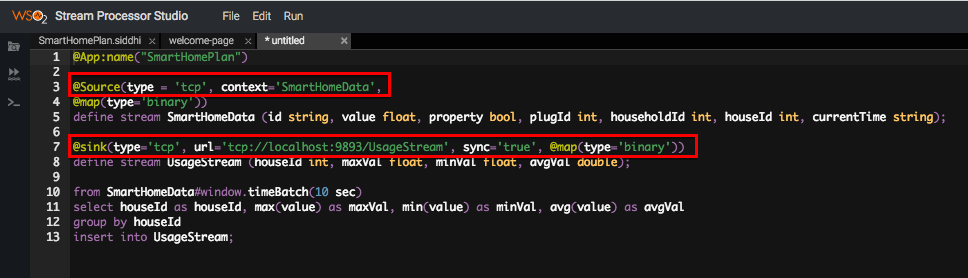 WSO2 Stream Processor Studio File Edit Run
SmartHomePlan.siddhi × welcome-page × * untitled ×
1 @App:name("SmartHomePlan")
2
3 @Source(type = 'tcp', context='SmartHomeData',
4 @map(type='binary'))
5 define stream SmartHomeData (id string, value float, property bool, plugId int, householdId int, houseId int, currentTime string);
6
7 @sink(type='tcp', url='tcp://localhost:9893/UsageStream', sync='true', @map(type='binary'))
8 define stream UsageStream (houseId int, maxVal float, minVal float, avgVal double);
9
10 from SmartHomeData#window.timeBatch(10 sec)
11 select houseId as houseId, max(value) as maxVal, min(value) as minVal, avg(value) as avgVal
12 group by houseId
13 insert into UsageStream;